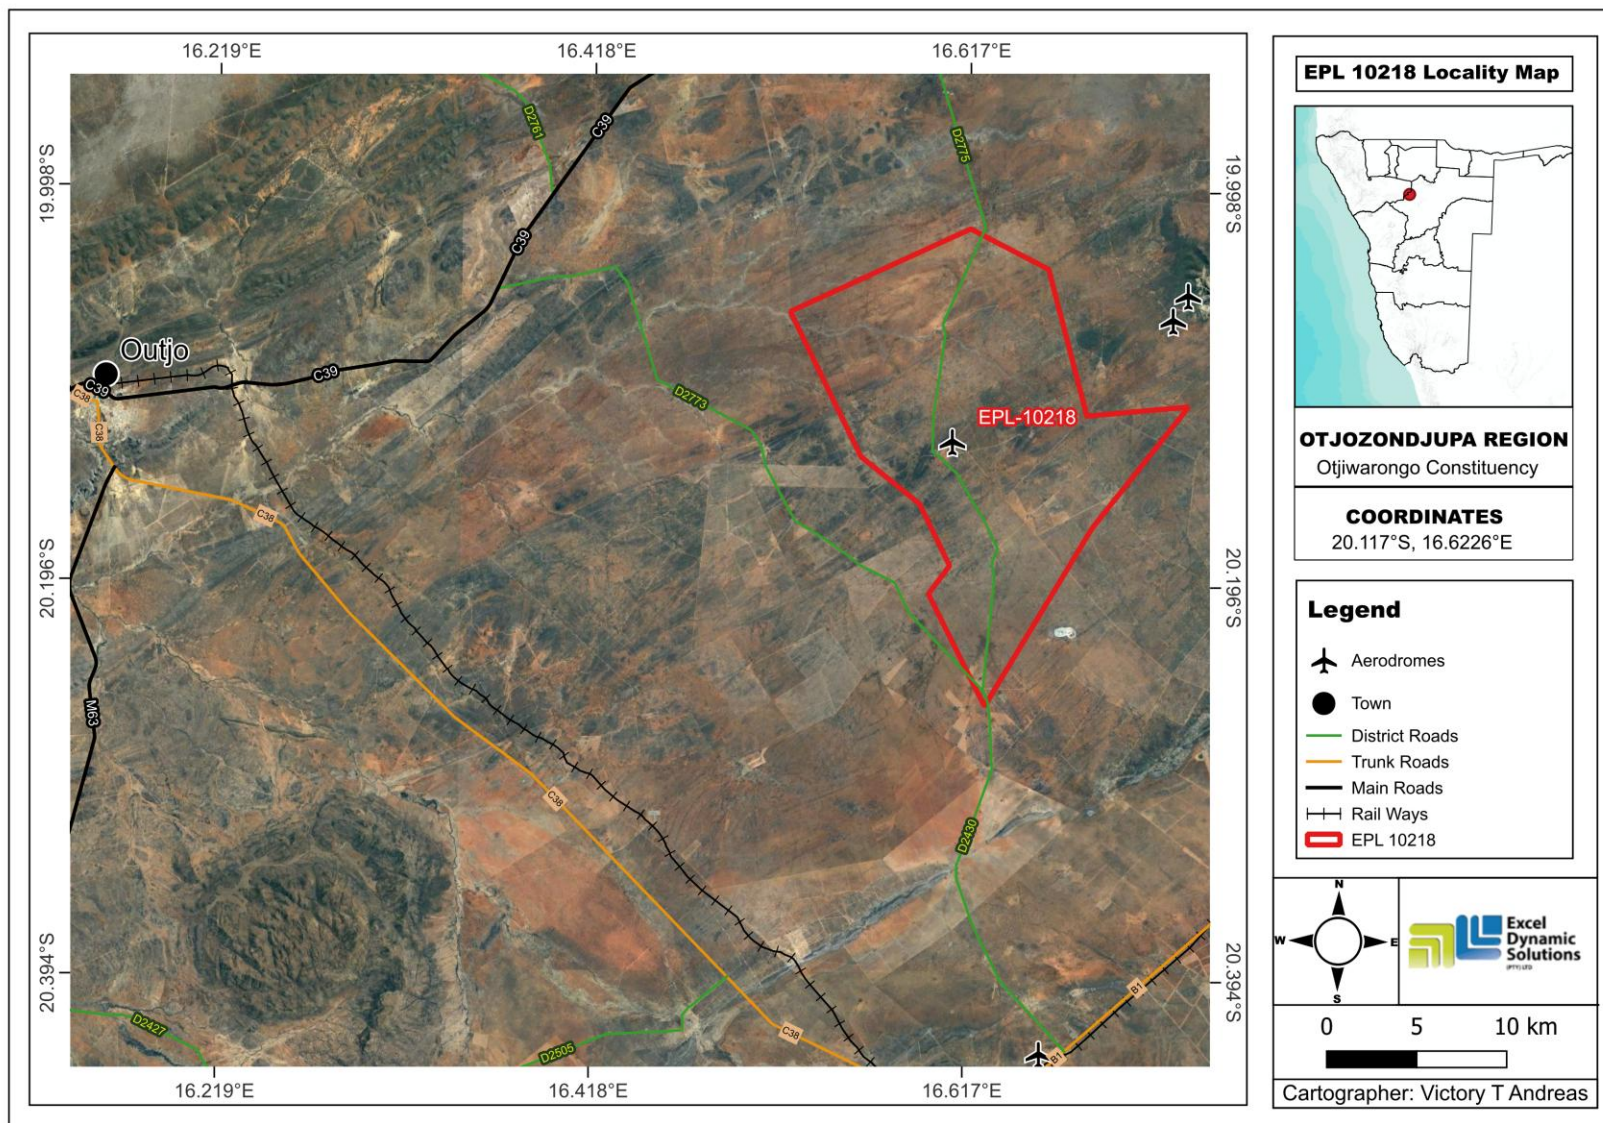 16.219°E
16.418°E
16.617°E
19.998°S
19.998°S
D2761
C39
D2775
C39
Outjo
C39
C39
C38
D2773
EPL-10218
C38
C38
20.196°S
20.196°S
M63
C38
D2430
20.394°S
20.394°S
B1
D2427
D2505
C38
B1
16.219°E
16.418°E
16.617°E
EPL 10218 Locality Map
OTJOZONDJUPA REGION
Otjiwarongo Constituency
COORDINATES
20.117°S, 16.6226°E
Legend
Aerodromes
Town
District Roads
Trunk Roads
Main Roads
Rail Ways
EPL 10218
N
W
E
S
Excel
Dynamic
Solutions
(PTY) LTD
0 5 10 km
Cartographer: Victory T Andreas